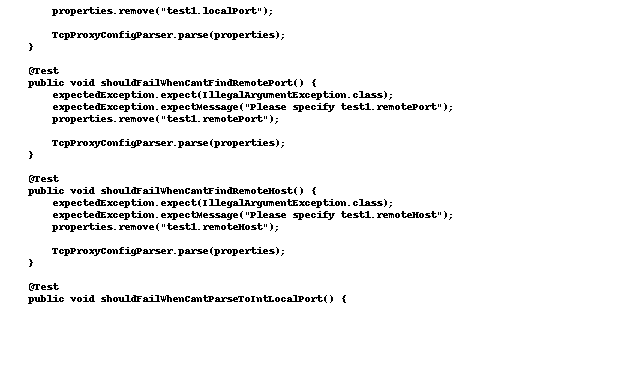 properties.remove("test1.localPort");
TcpProxyConfigParser.parse(properties);
}
@Test
public void shouldFailWhenCantFindRemotePort() {
expectedException.expect(IllegalArgumentException.class);
expectedException.expectMessage("Please specify test1.remotePort");
properties.remove("test1.remotePort");
TcpProxyConfigParser.parse(properties);
}
@Test
public void shouldFailWhenCantFindRemoteHost() {
expectedException.expect(IllegalArgumentException.class);
expectedException.expectMessage("Please specify test1.remoteHost");
properties.remove("test1.remoteHost");
TcpProxyConfigParser.parse(properties);
}
@Test
public void shouldFailWhenCantParseToIntLocalPort() {